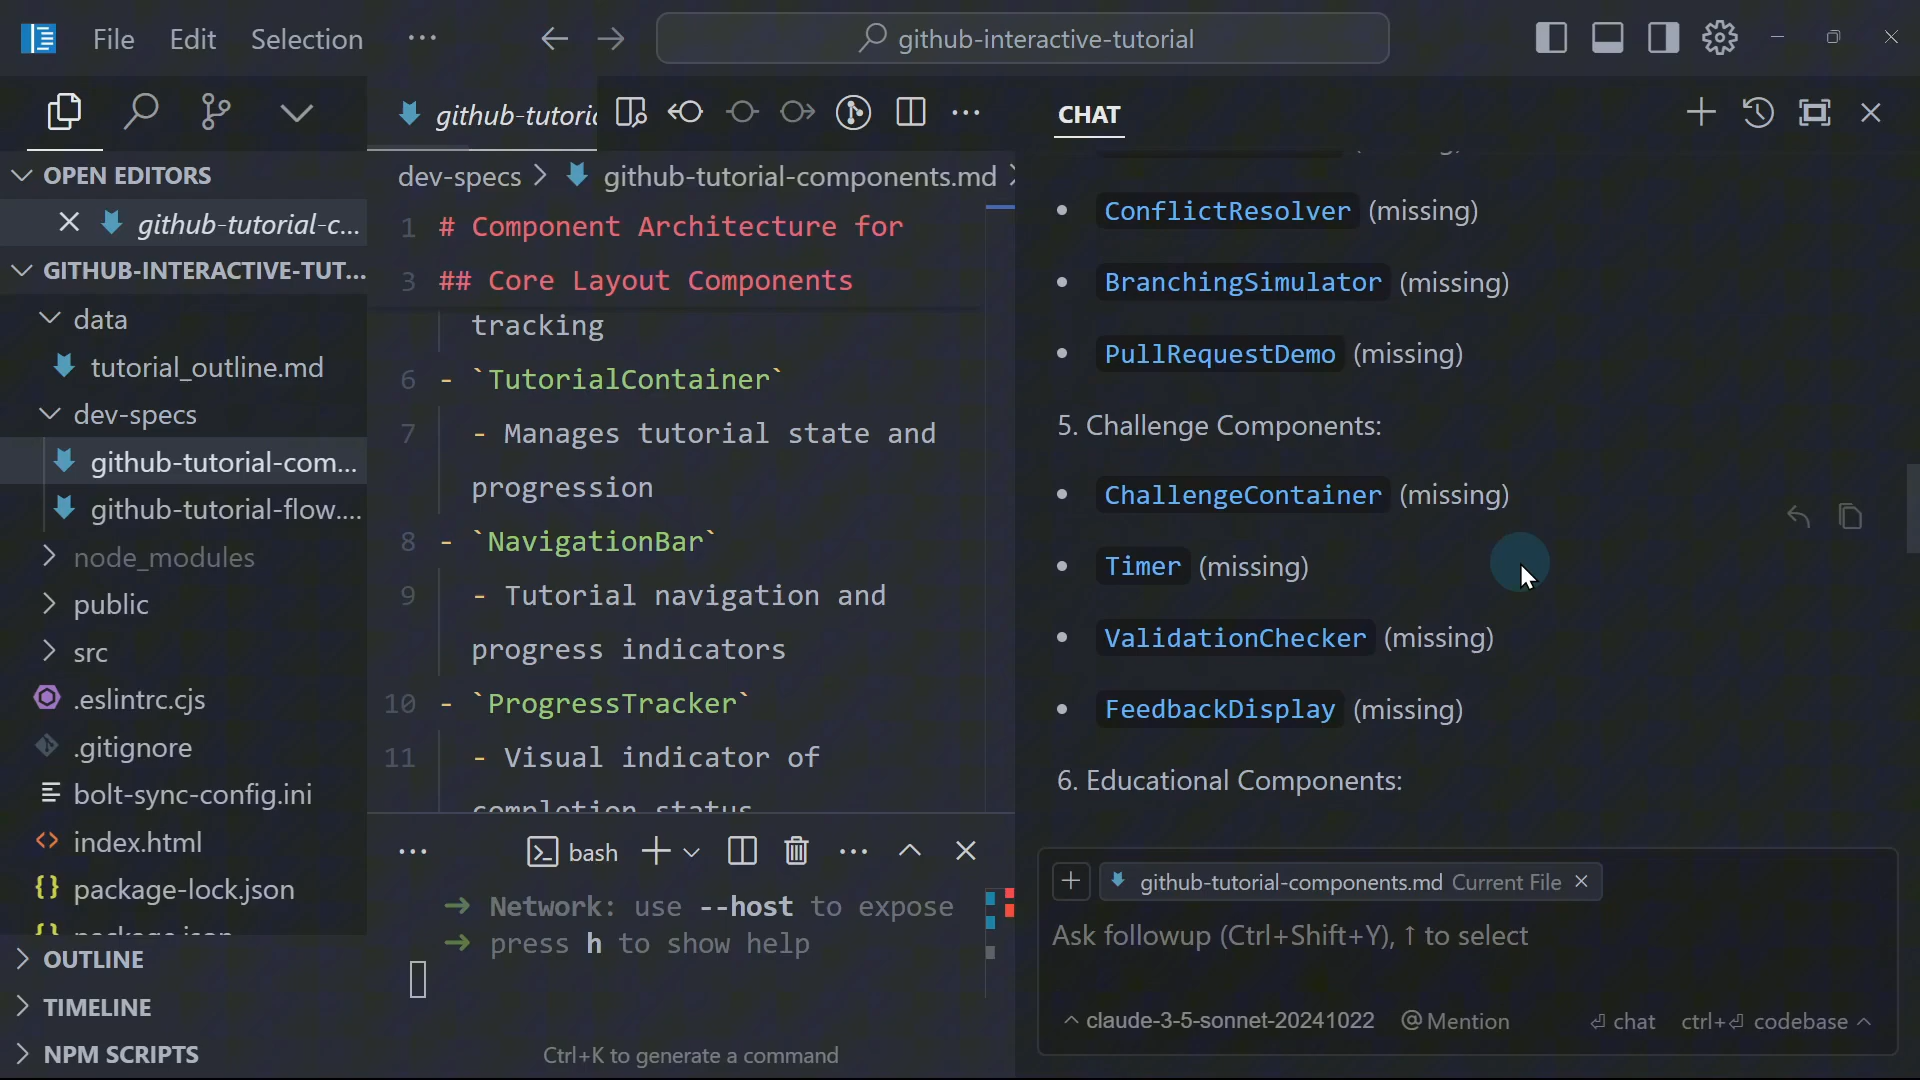 File Edit Selection ···
github-interactive-tutorial
OPEN EDITORS
github-tutorial-c...
GITHUB-INTERACTIVE-TUT...
data
tutorial_outline.md
dev-specs
github-tutorial-com...
github-tutorial-flow....
node_modules
public
src
.eslintrc.cjs
.gitignore
bolt-sync-config.ini
index.html
package-lock.json
package.json
OUTLINE
TIMELINE
NPM SCRIPTS
github-tutoric
dev-specs > github-tutorial-components.md >
1 # Component Architecture for
3 ## Core Layout Components
tracking
6 - `TutorialContainer`
7 - Manages tutorial state and
progression
8 - `NavigationBar`
9 - Tutorial navigation and
progress indicators
10 - `ProgressTracker`
11 - Visual indicator of
completion status
bash
➜ Network: use --host to expose
➜ press h to show help
Ctrl+K to generate a command
CHAT
• ConflictResolver (missing)
• BranchingSimulator (missing)
• PullRequestDemo (missing)
5. Challenge Components:
• ChallengeContainer (missing)
• Timer (missing)
• ValidationChecker (missing)
• FeedbackDisplay (missing)
6. Educational Components:
github-tutorial-components.md Current File
Ask followup (Ctrl+Shift+Y), ↑ to select
claude-3-5-sonnet-20241022 @ Mention ⏎ chat ctrl+⏎ codebase